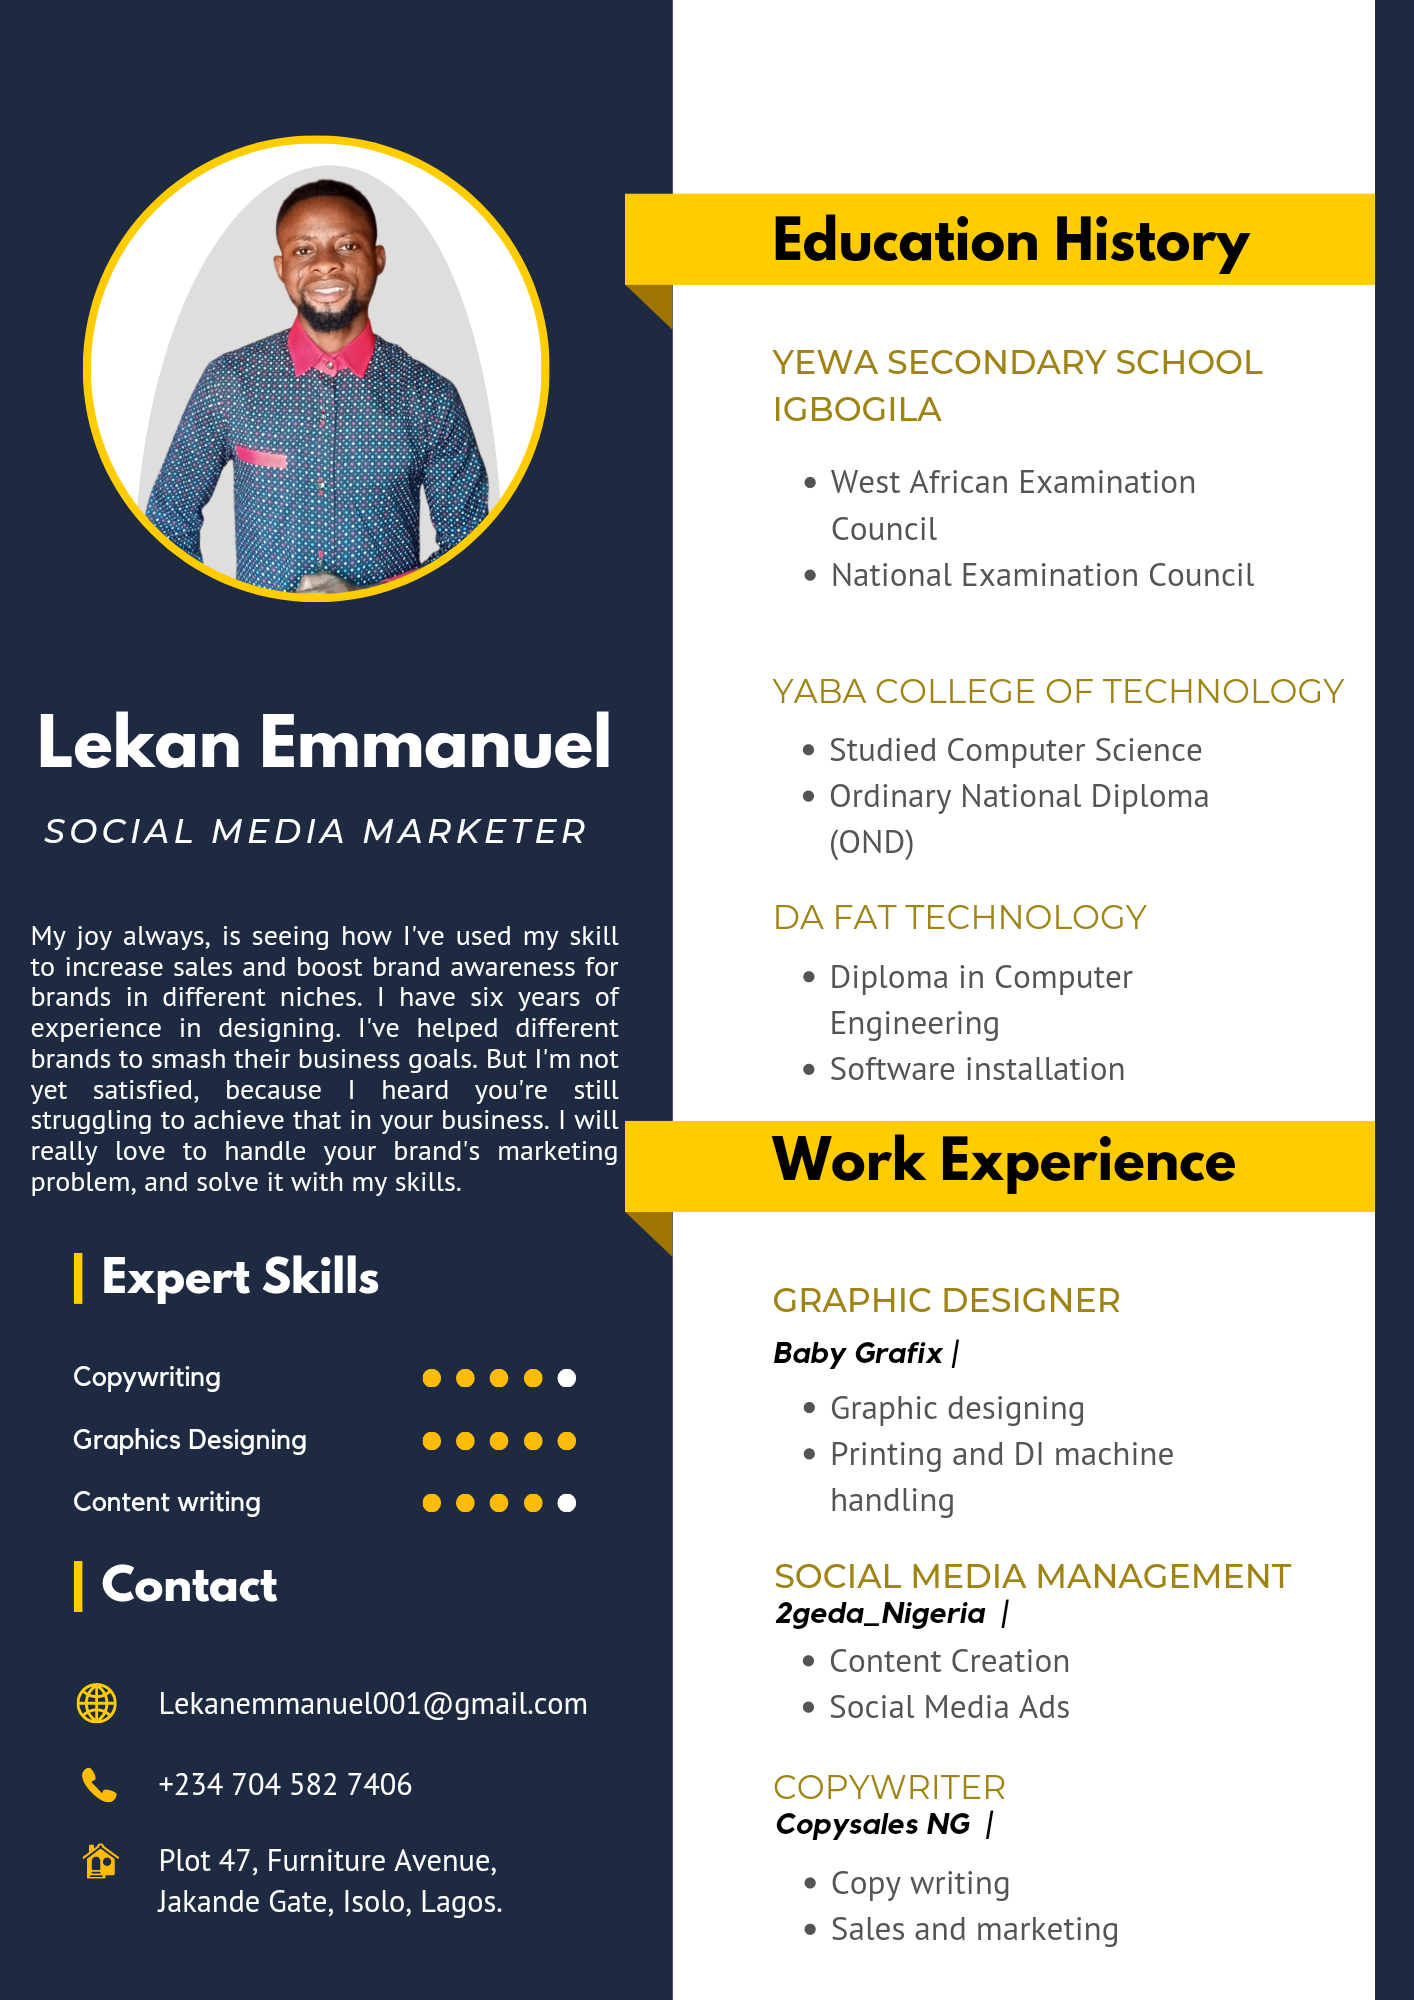 Lekan Emmanuel
SOCIAL MEDIA MARKETER
My joy always, is seeing how I've used my skill
to increase sales and boost brand awareness for
brands in different niches. I have six years of
experience in designing. I've helped different
brands to smash their business goals. But I'm not
yet satisfied, because I heard you're still
struggling to achieve that in your business. I will
really love to handle your brand's marketing
problem, and solve it with my skills.
Expert Skills
Copywriting
Graphics Designing
Content writing
Contact
Lekanemmanuel001@gmail.com
+234 704 582 7406
Plot 47, Furniture Avenue,
Jakande Gate, Isolo, Lagos.
Education History
YEWA SECONDARY SCHOOL
IGBOGILA
• West African Examination
Council
• National Examination Council
YABA COLLEGE OF TECHNOLOGY
• Studied Computer Science
• Ordinary National Diploma
(OND)
DA FAT TECHNOLOGY
• Diploma in Computer
Engineering
• Software installation
Work Experience
GRAPHIC DESIGNER
Baby Grafix |
• Graphic designing
• Printing and DI machine
handling
SOCIAL MEDIA MANAGEMENT
2geda_Nigeria |
• Content Creation
• Social Media Ads
COPYWRITER
Copysales NG |
• Copy writing
• Sales and marketing